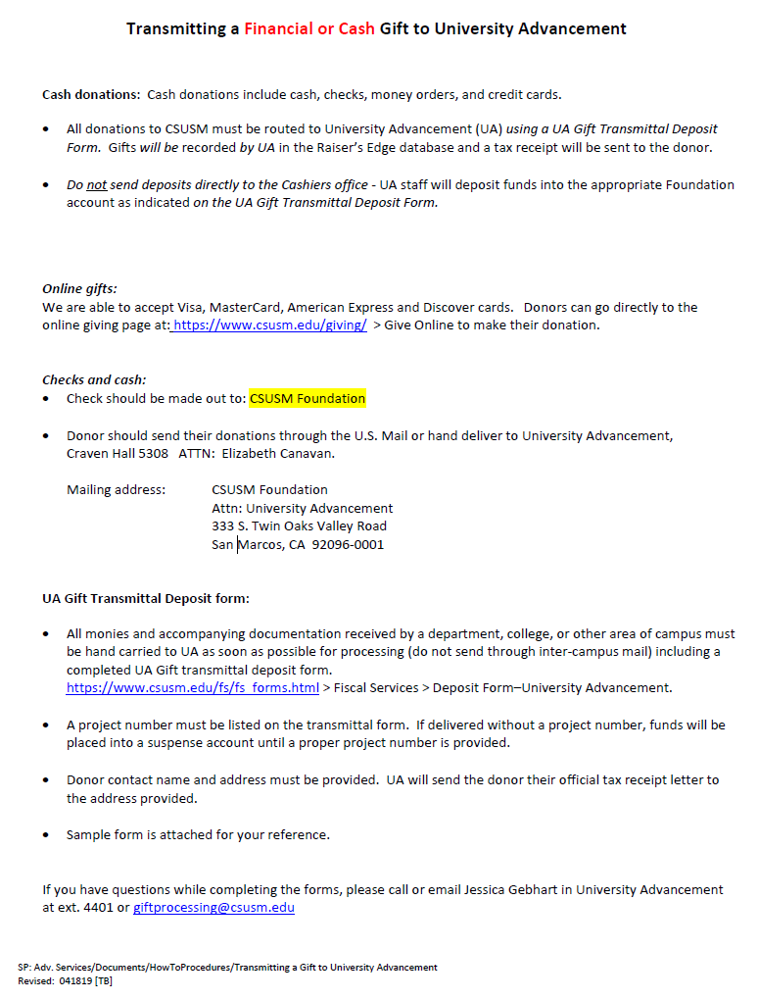 Transmitting a Financial or Cash Gift to University Advancement
Cash donations:  Cash donations include cash, checks, money orders, and credit cards.
• All donations to CSUSM must be routed to University Advancement (UA) using a UA Gift Transmittal Deposit
Form.  Gifts will be recorded by UA in the Raiser’s Edge database and a tax receipt will be sent to the donor.
• Do not send deposits directly to the Cashiers office - UA staff will deposit funds into the appropriate Foundation
account as indicated on the UA Gift Transmittal Deposit Form.
Online gifts:
We are able to accept Visa, MasterCard, American Express and Discover cards.   Donors can go directly to the
online giving page at: https://www.csusm.edu/giving/  > Give Online to make their donation.
Checks and cash:
• Check should be made out to: CSUSM Foundation
• Donor should send their donations through the U.S. Mail or hand deliver to University Advancement,
Craven Hall 5308   ATTN:  Elizabeth Canavan.
Mailing address: CSUSM Foundation
Attn: University Advancement
333 S. Twin Oaks Valley Road
San Marcos, CA  92096-0001
UA Gift Transmittal Deposit form:
• All monies and accompanying documentation received by a department, college, or other area of campus must
be hand carried to UA as soon as possible for processing (do not send through inter-campus mail) including a
completed UA Gift transmittal deposit form.
https://www.csusm.edu/fs/fs_forms.html > Fiscal Services > Deposit Form–University Advancement.
• A project number must be listed on the transmittal form.  If delivered without a project number, funds will be
placed into a suspense account until a proper project number is provided.
• Donor contact name and address must be provided.  UA will send the donor their official tax receipt letter to
the address provided.
• Sample form is attached for your reference.
If you have questions while completing the forms, please call or email Jessica Gebhart in University Advancement
at ext. 4401 or giftprocessing@csusm.edu
SP: Adv. Services/Documents/HowToProcedures/Transmitting a Gift to University Advancement
Revised:  041819 [TB]